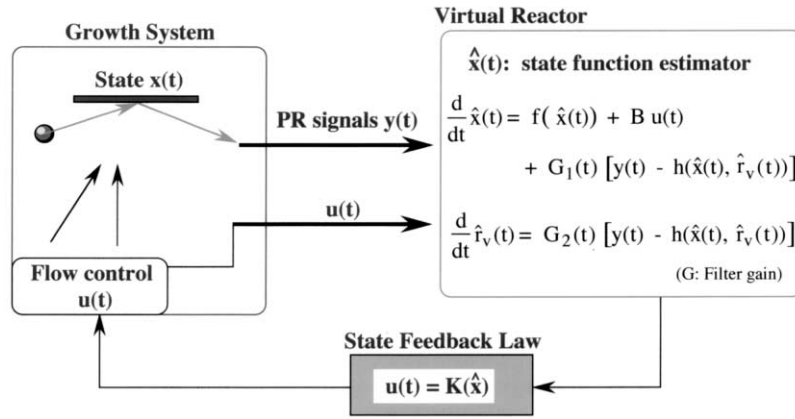 Virtual Reactor
Growth System
State x(t)
PR signals y(t)
u(t)
Flow control
u(t)
x̂(t): state function estimator
d/dt x̂(t) = f( x̂(t)) + B u(t)
+ G₁(t) [y(t) - h(x̂(t), r̂ᵥ(t))]
d/dt r̂ᵥ(t) = G₂(t) [y(t) - h(x̂(t), r̂ᵥ(t))]
(G: Filter gain)
State Feedback Law
u(t) = K(x̂)